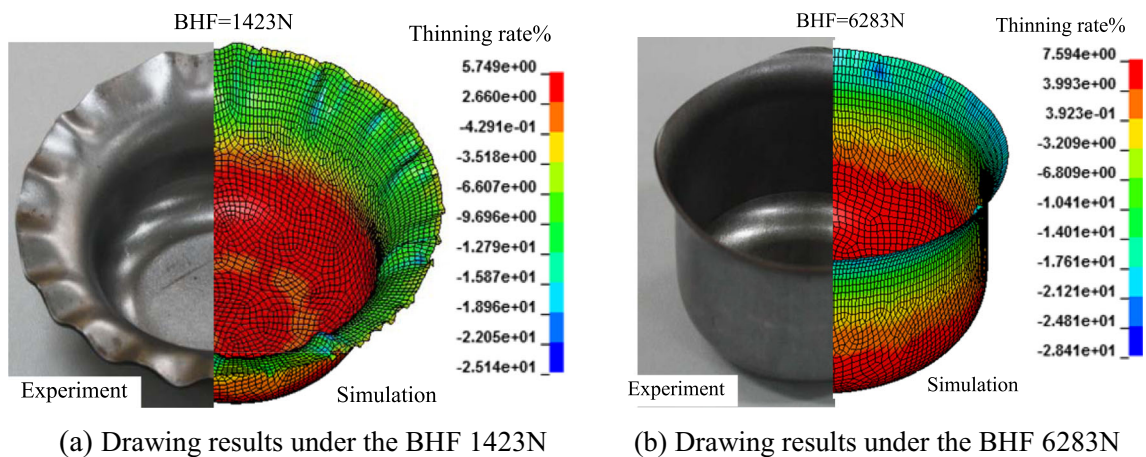 BHF=1423N
Thinning rate%
5.749e+00
2.660e+00
-4.291e-01
-3.518e+00
-6.607e+00
-9.696e+00
-1.279e+01
-1.587e+01
-1.896e+01
-2.205e+01
-2.514e+01
Experiment
Simulation
(a) Drawing results under the BHF 1423N
BHF=6283N
Thinning rate%
7.594e+00
3.993e+00
3.923e-01
-3.209e+00
-6.809e+00
-1.041e+01
-1.401e+01
-1.761e+01
-2.121e+01
-2.481e+01
-2.841e+01
Experiment
Simulation
(b) Drawing results under the BHF 6283N